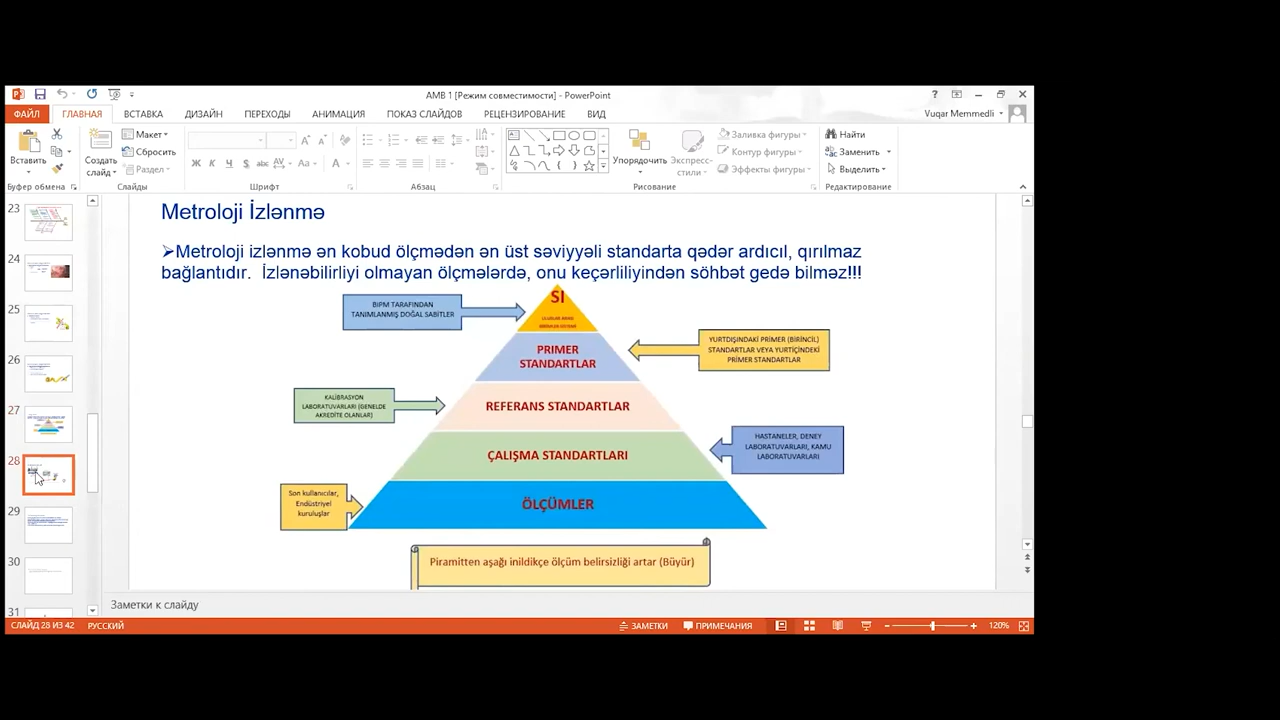 AMB 1 [Режим совместимости] - PowerPoint
ФАЙЛ ГЛАВНАЯ ВСТАВКА ДИЗАЙН ПЕРЕХОДЫ АНИМАЦИЯ ПОКАЗ СЛАЙДОВ РЕЦЕНЗИРОВАНИЕ ВИД Vuqar Memmedli
Вставить
Создать слайд
Макет
Сбросить
Раздел
Ж К Ч S abc AV Aa A
Упорядочить
Экспресс-стили
Заливка фигуры
Контур фигуры
Эффекты фигуры
Найти
Заменить
Выделить
Буфер обмена Слайды Шрифт Абзац Рисование Редактирование
23
24
25
26
27
28
29
30
31
Metroloji İzlənmə
➢Metroloji izlənmə ən kobud ölçmədən ən üst səviyyəli standarta qədər ardıcıl, qırılmaz
bağlantıdır. İzlənəbilirliyi olmayan ölçmələrdə, onu keçərliliyindən söhbət gedə bilməz!!!
SI
BIPM TARAFINDAN
TANIMLANMIŞ DOĞAL SABİTLER
PRIMER
STANDARTLAR
YURTDIŞINDAKİ PRIMER (BİRİNCİL)
STANDARTLAR VEYA YURTİÇİNDEKİ
PRIMER STANDARTLAR
KALİBRASYON
LABORATUVARLARI (GENELDE
AKREDİTE OLANLAR)
REFERANS STANDARTLAR
HASTANELER, DENEY
LABORATUVARLARI, KAMU
LABORATUVARLARI
ÇALIŞMA STANDARTLARI
Son kullanıcılar,
Endüstriyel
kuruluşlar
ÖLÇÜMLER
Piramitten aşağı inildikçe ölçüm belirsizliği artar (Büyür)
Заметки к слайду
СЛАЙД 28 ИЗ 42 РУССКИЙ ЗАМЕТКИ ПРИМЕЧАНИЯ 120%